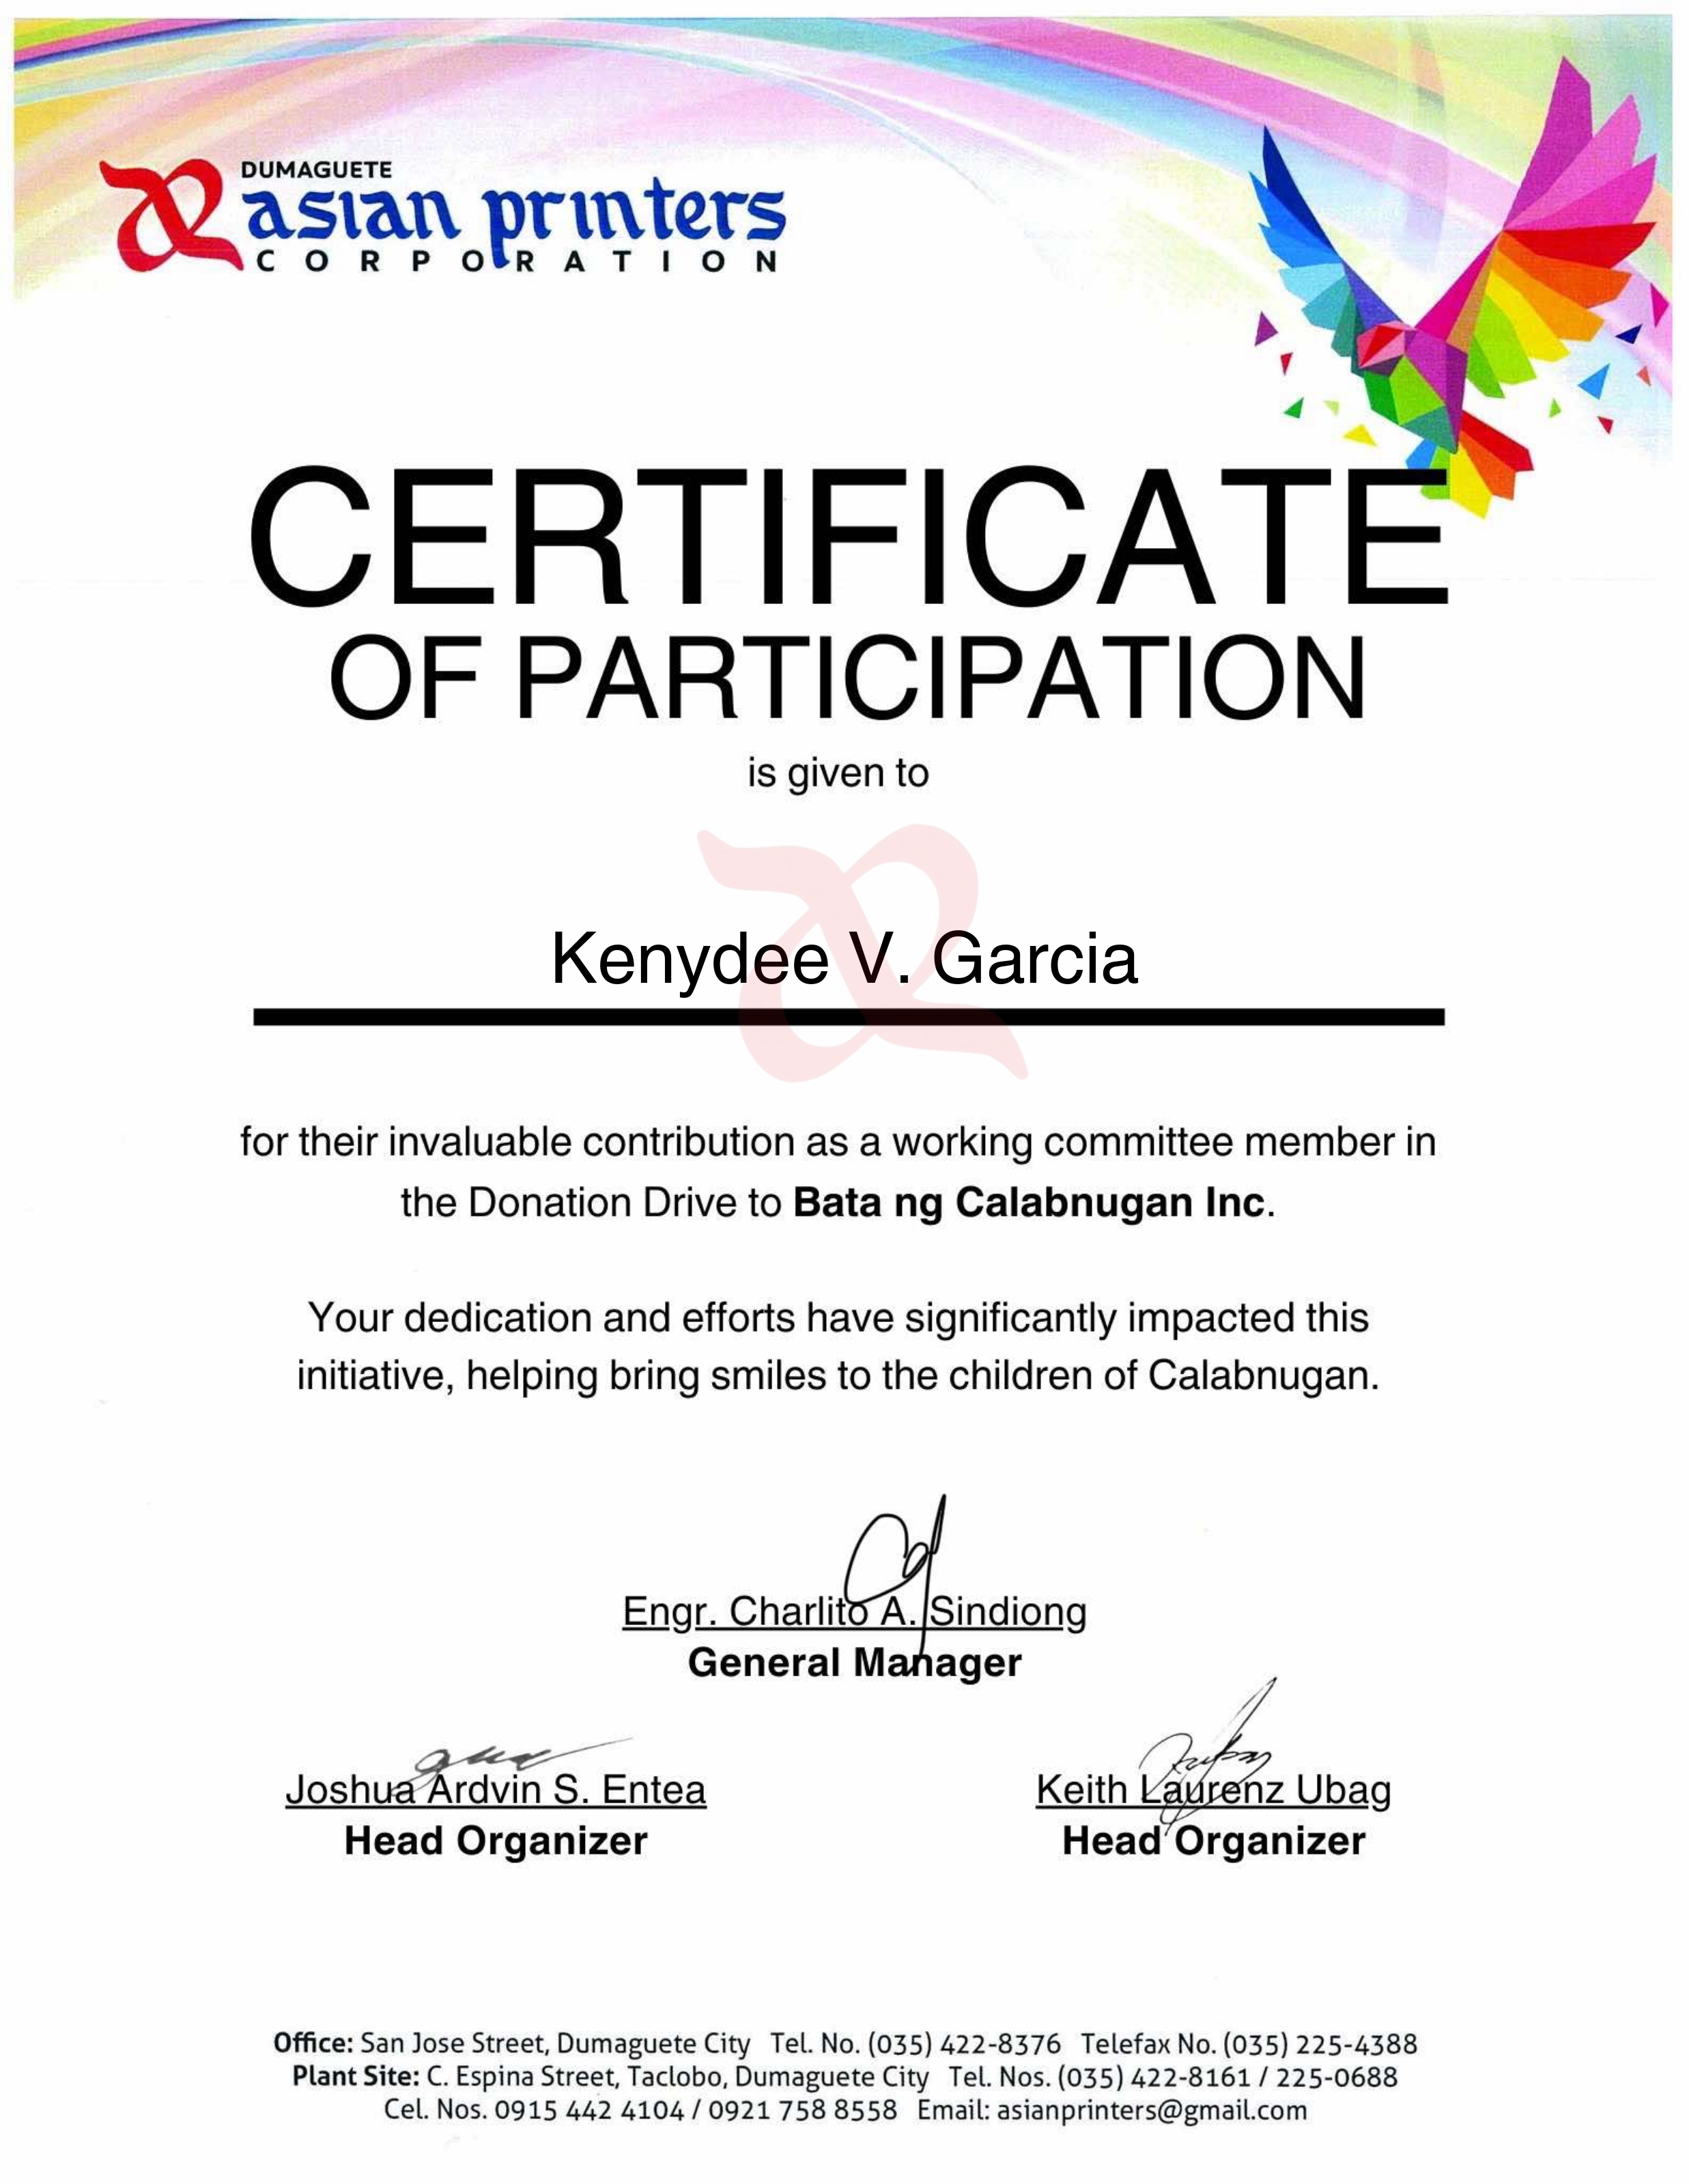 DUMAGUETE
asian printers
CORPORATION
CERTIFICATE
OF PARTICIPATION
is given to
Kenydee V. Garcia
for their invaluable contribution as a working committee member in
the Donation Drive to Bata ng Calabnugan Inc.
Your dedication and efforts have significantly impacted this
initiative, helping bring smiles to the children of Calabnugan.
Engr. Charlito A. Sindiong
General Manager
Joshua Ardvin S. Entea
Head Organizer
Keith Laurenz Ubag
Head Organizer
Office: San Jose Street, Dumaguete City Tel. No. (035) 422-8376 Telefax No. (035) 225-4388
Plant Site: C. Espina Street, Taclobo, Dumaguete City Tel. Nos. (035) 422-8161 / 225-0688
Cel. Nos. 0915 442 4104 / 0921 758 8558 Email: asianprinters@gmail.com